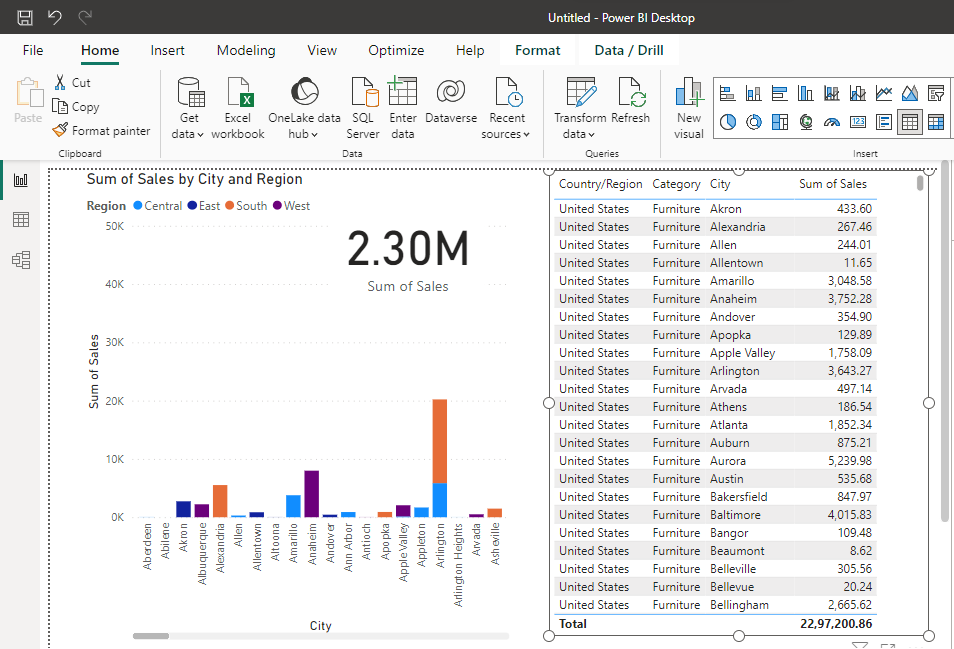 Untitled - Power BI Desktop
File Home Insert Modeling View Optimize Help Format Data / Drill
Paste
Cut
Copy
Format painter
Clipboard
Get data
Excel workbook
OneLake data hub
SQL Server
Enter data
Dataverse
Recent sources
Data
Transform data
Refresh
Queries
New visual
123
Insert
Sum of Sales by City and Region
Region Central East South West
2.30M
Sum of Sales
Sum of Sales
50K
40K
30K
20K
10K
0K
Aberdeen
Abilene
Akron
Albuquerque
Alexandria
Allen
Allentown
Altoona
Amarillo
Anaheim
Andover
Ann Arbor
Antioch
Apopka
Apple Valley
Appleton
Arlington
Arlington Heights
Arvada
Asheville
City
Country/Region Category City Sum of Sales
United States Furniture Akron 433.60
United States Furniture Alexandria 267.46
United States Furniture Allen 244.01
United States Furniture Allentown 11.65
United States Furniture Amarillo 3,048.58
United States Furniture Anaheim 3,752.28
United States Furniture Andover 354.90
United States Furniture Apopka 129.89
United States Furniture Apple Valley 1,758.09
United States Furniture Arlington 3,643.27
United States Furniture Arvada 497.14
United States Furniture Athens 186.54
United States Furniture Atlanta 1,852.34
United States Furniture Auburn 875.21
United States Furniture Aurora 5,239.98
United States Furniture Austin 535.68
United States Furniture Bakersfield 847.97
United States Furniture Baltimore 4,015.83
United States Furniture Bangor 109.48
United States Furniture Beaumont 8.62
United States Furniture Belleville 305.56
United States Furniture Bellevue 20.24
United States Furniture Bellingham 2,665.62
Total 22,97,200.86